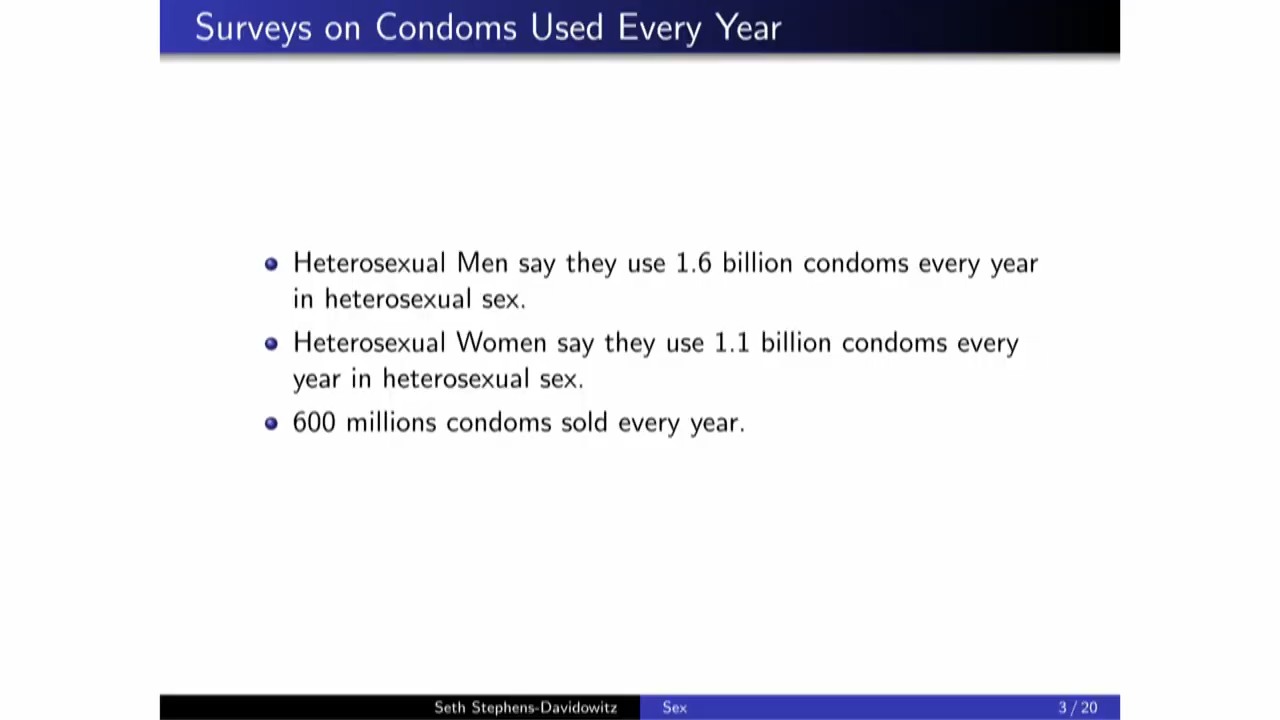 Surveys on Condoms Used Every Year
Heterosexual Men say they use 1.6 billion condoms every year
in heterosexual sex.
Heterosexual Women say they use 1.1 billion condoms every
year in heterosexual sex.
600 millions condoms sold every year.
Seth Stephens-Davidowitz Sex 3 / 20